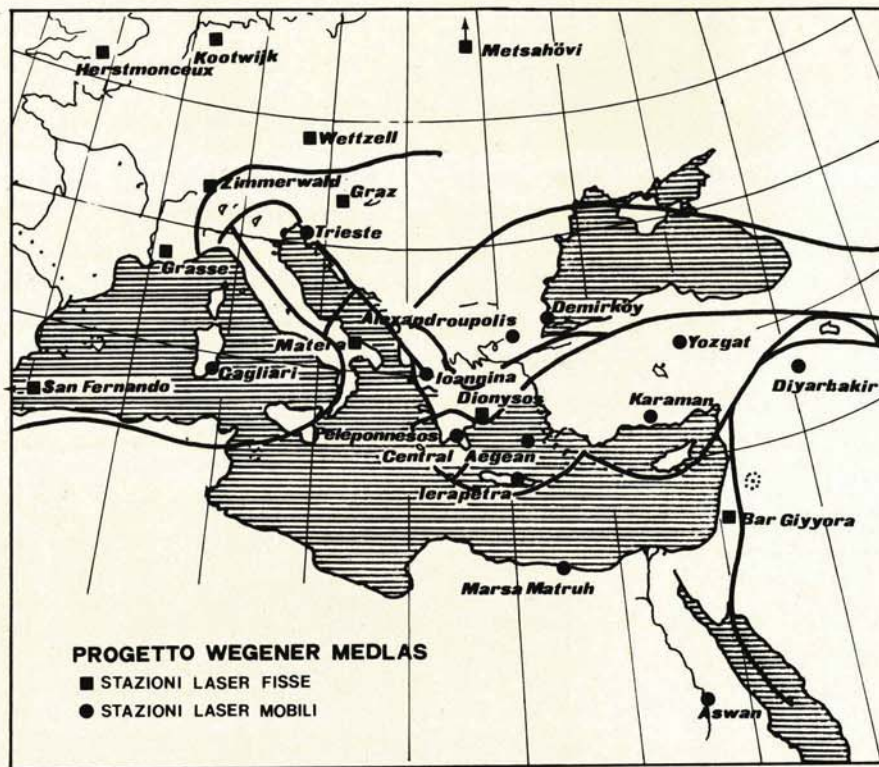 Herstmonceux
Kootwijk
Metsahövi
Wettzell
Zimmerwald
Graz
Trieste
Grasse
Alexandroupolis
Demirköy
Matera
Yozgat
San Fernando
Cagliari
Ioannina
Dionysos
Karaman
Diyarbakir
Peleponnesos
Central Aegean
Ierapetra
Bar Giyyora
Marsa Matruh
Aswan
PROGETTO WEGENER MEDLAS
STAZIONI LASER FISSE
STAZIONI LASER MOBILI